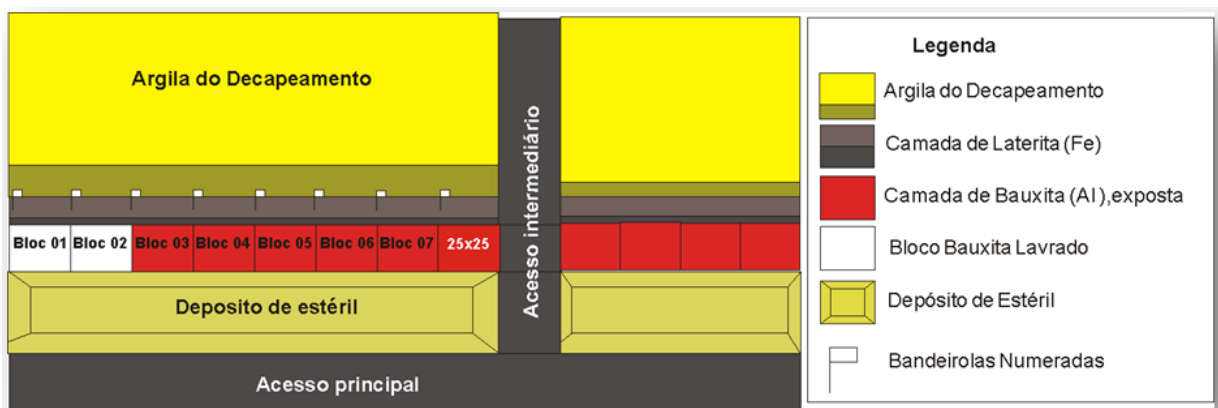 Argila do Decapeamento
Bloc 01 Bloc 02 Bloc 03 Bloc 04 Bloc 05 Bloc 06 Bloc 07 25x25
Deposito de estéril
Acesso intermediário
Acesso principal
Legenda
Argila do Decapeamento
Camada de Laterita (Fe)
Camada de Bauxita (Al),exposta
Bloco Bauxita Lavrado
Depósito de Estéril
Bandeirolas Numeradas